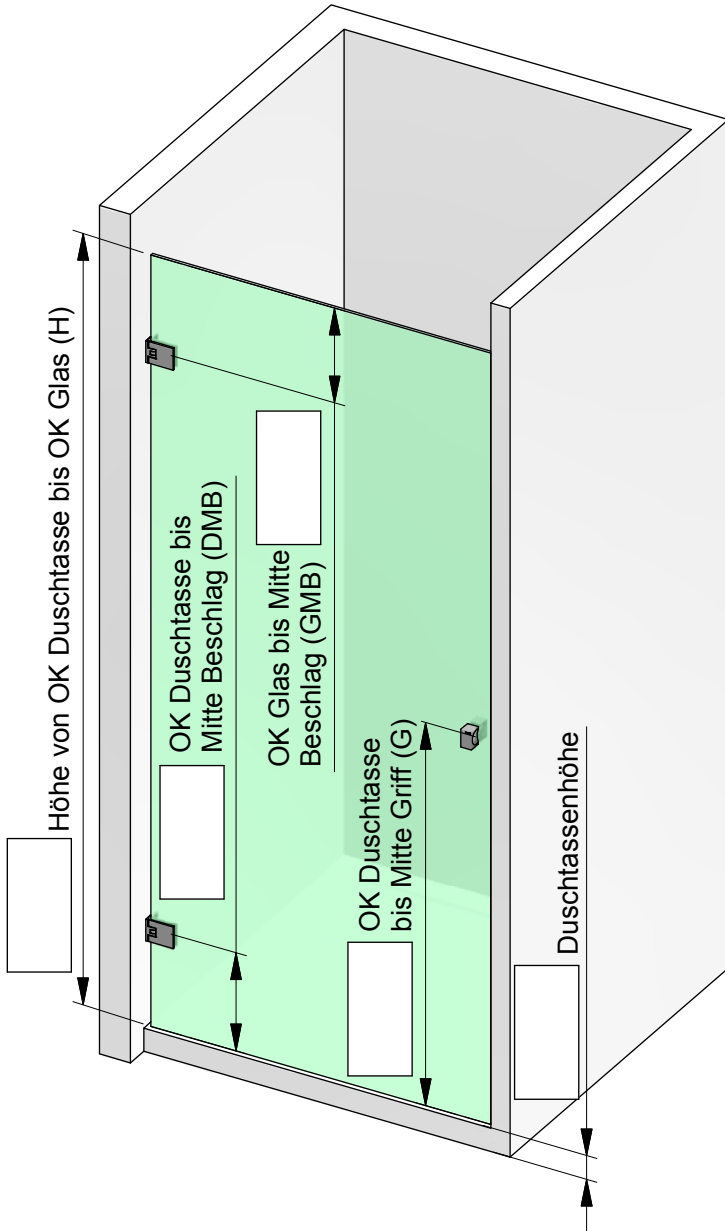 Höhe von OK Duschtasse bis OK Glas (H)
OK Duschtasse bis
Mitte Beschlag (DMB)
OK Glas bis Mitte
Beschlag (GMB)
OK Duschtasse
bis Mitte Griff (G)
Duschtassenhöhe